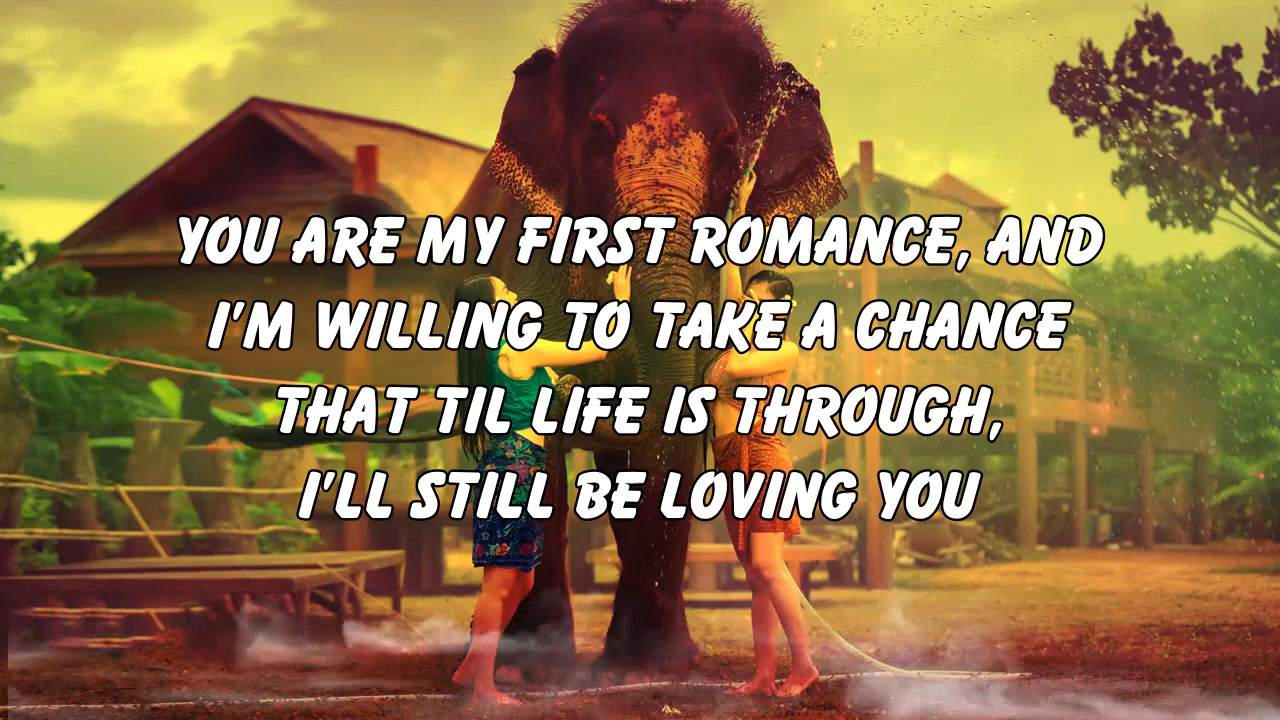 YOU ARE MY FIRST ROMANCE, AND
I'M WILLING TO TAKE A CHANCE
THAT TIL LIFE IS THROUGH,
I'LL STILL BE LOVING YOU